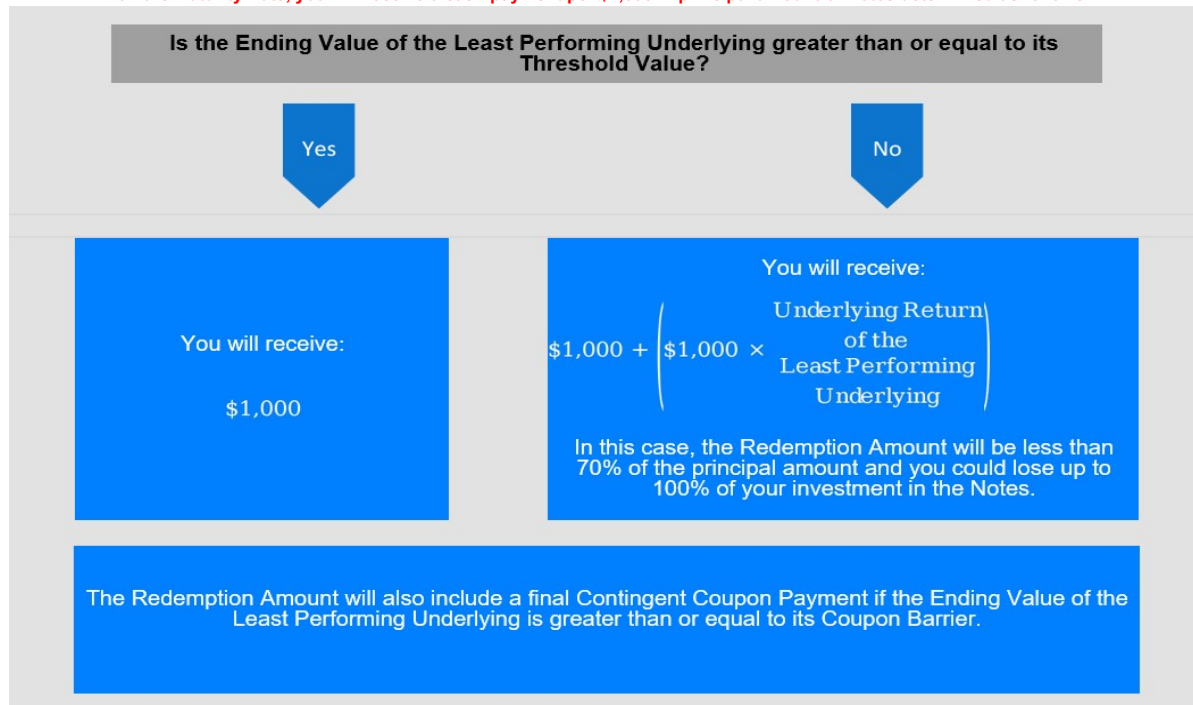 Is the Ending Value of the Least Performing Underlying greater than or equal to its
Threshold Value?
Yes
No
You will receive:
$1,000
You will receive:
$1,000 + ($1,000 × Underlying Return
of the
Least Performing
Underlying)
In this case, the Redemption Amount will be less than
70% of the principal amount and you could lose up to
100% of your investment in the Notes.
The Redemption Amount will also include a final Contingent Coupon Payment if the Ending Value of the
Least Performing Underlying is greater than or equal to its Coupon Barrier.